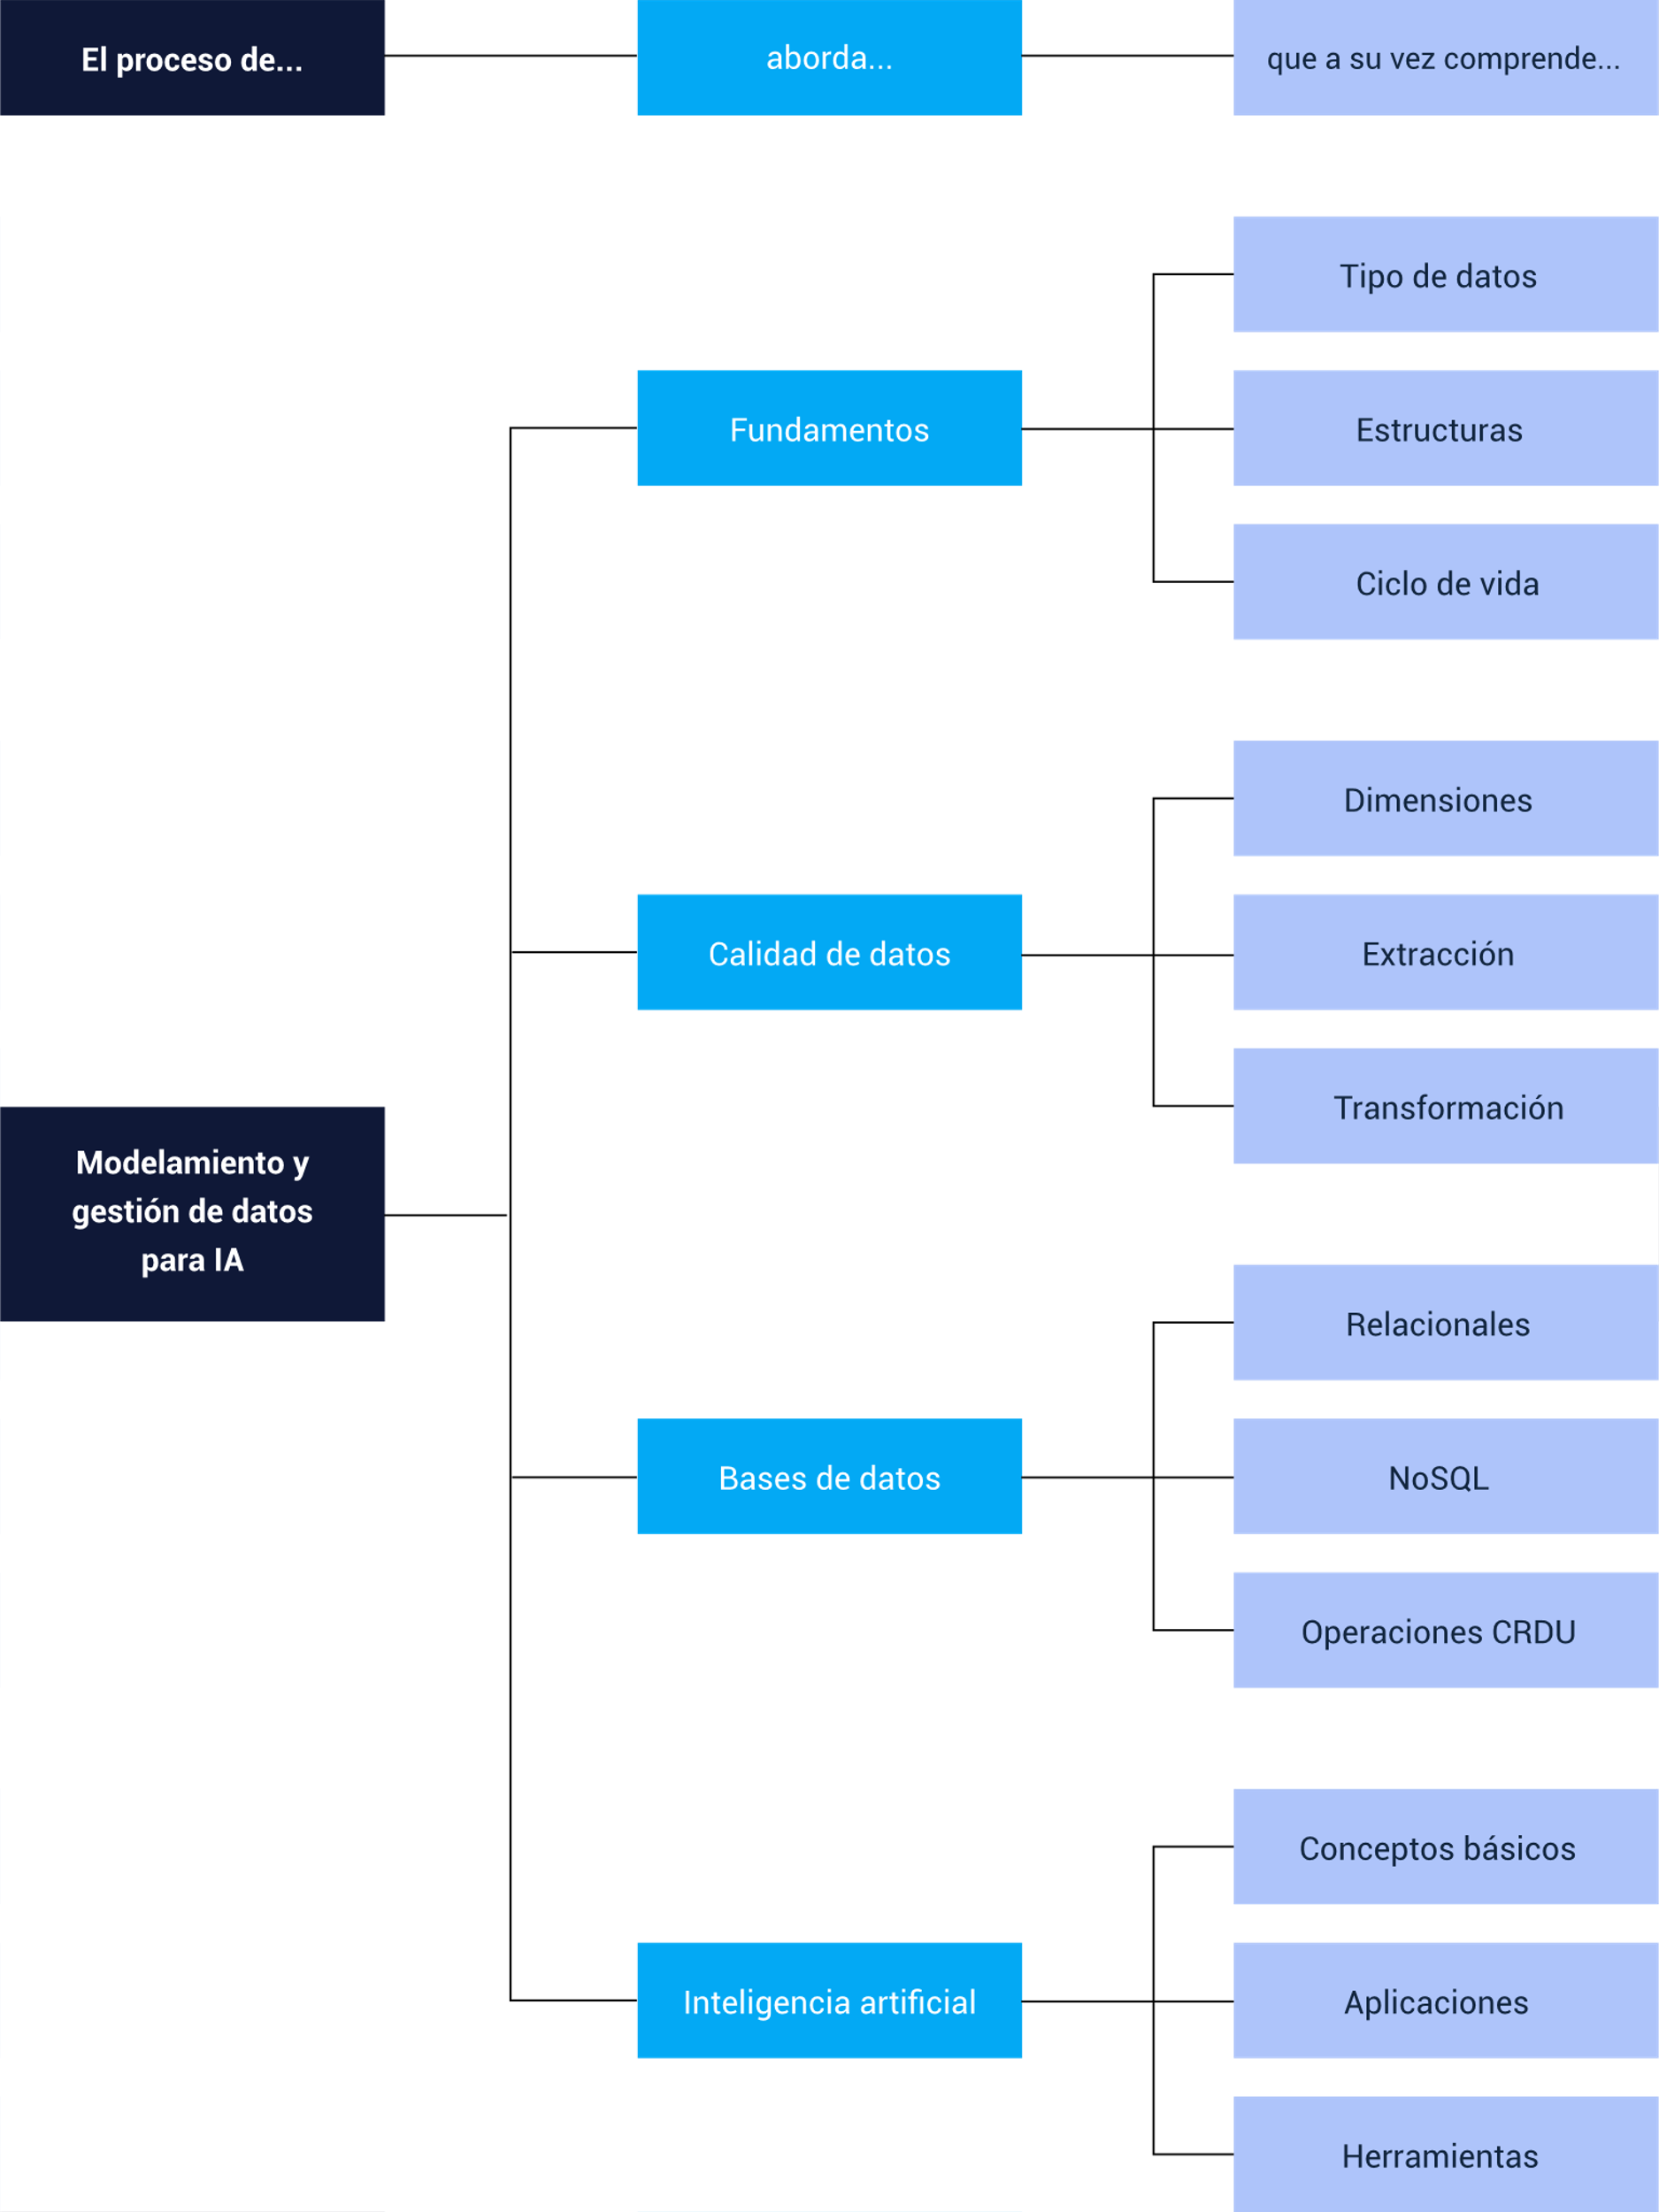 El proceso de...
aborda...
que a su vez comprende...
Modelamiento y
gestión de datos
para IA
Fundamentos
Tipo de datos
Estructuras
Ciclo de vida
Calidad de datos
Dimensiones
Extracción
Transformación
Bases de datos
Relacionales
NoSQL
Operaciones CRDU
Inteligencia artificial
Conceptos básicos
Aplicaciones
Herramientas